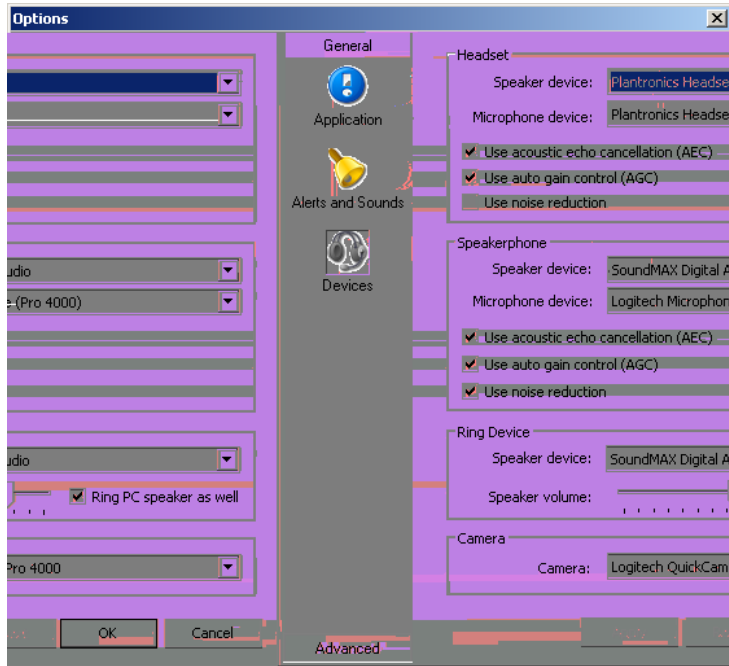 Options
General
Application
Alerts and Sounds
Devices
Advanced
Headset
Speaker device: Plantronics Headse
Microphone device: Plantronics Headse
Use acoustic echo cancellation (AEC)
Use auto gain control (AGC)
Use noise reduction
Speakerphone
Speaker device: SoundMAX Digital A
udio
Microphone device: Logitech Microphon
e (Pro 4000)
Use acoustic echo cancellation (AEC)
Use auto gain control (AGC)
Use noise reduction
Ring Device
Speaker device: SoundMAX Digital A
udio
Speaker volume:
Ring PC speaker as well
Camera
Camera: Logitech QuickCam
Pro 4000
OK Cancel